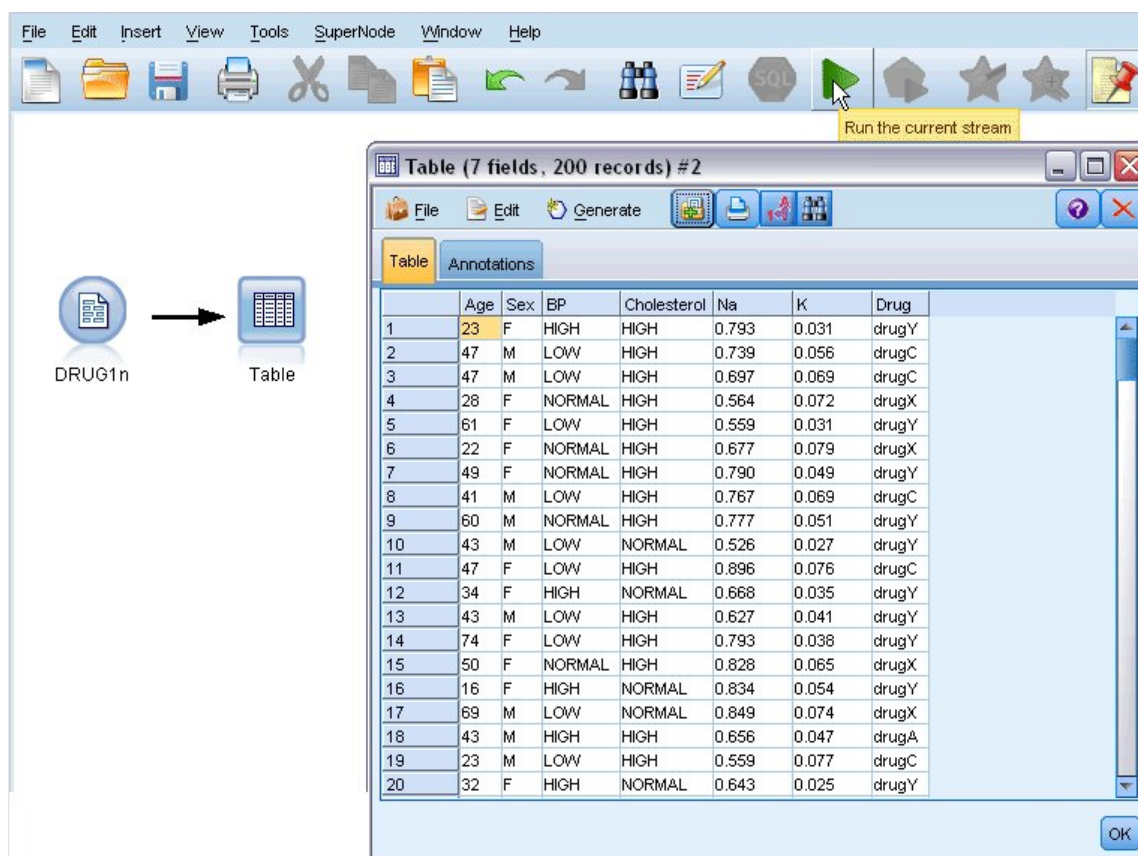 File Edit Insert View Tools SuperNode Window Help
SQL
Run the current stream
Table (7 fields, 200 records) #2
File Edit Generate
Table Annotations
Age Sex BP Cholesterol Na K Drug
1 23 F HIGH HIGH 0.793 0.031 drugY
2 47 M LOW HIGH 0.739 0.056 drugC
3 47 M LOW HIGH 0.697 0.069 drugC
4 28 F NORMAL HIGH 0.564 0.072 drugX
5 61 F LOW HIGH 0.559 0.031 drugY
6 22 F NORMAL HIGH 0.677 0.079 drugX
7 49 F NORMAL HIGH 0.790 0.049 drugY
8 41 M LOW HIGH 0.767 0.069 drugC
9 60 M NORMAL HIGH 0.777 0.051 drugY
10 43 M LOW NORMAL 0.526 0.027 drugY
11 47 F LOW HIGH 0.896 0.076 drugC
12 34 F HIGH NORMAL 0.668 0.035 drugY
13 43 M LOW HIGH 0.627 0.041 drugY
14 74 F LOW HIGH 0.793 0.038 drugY
15 50 F NORMAL HIGH 0.828 0.065 drugX
16 16 F HIGH NORMAL 0.834 0.054 drugY
17 69 M LOW NORMAL 0.849 0.074 drugX
18 43 M HIGH HIGH 0.656 0.047 drugA
19 23 M LOW HIGH 0.559 0.077 drugC
20 32 F HIGH NORMAL 0.643 0.025 drugY
DRUG1n
Table
OK